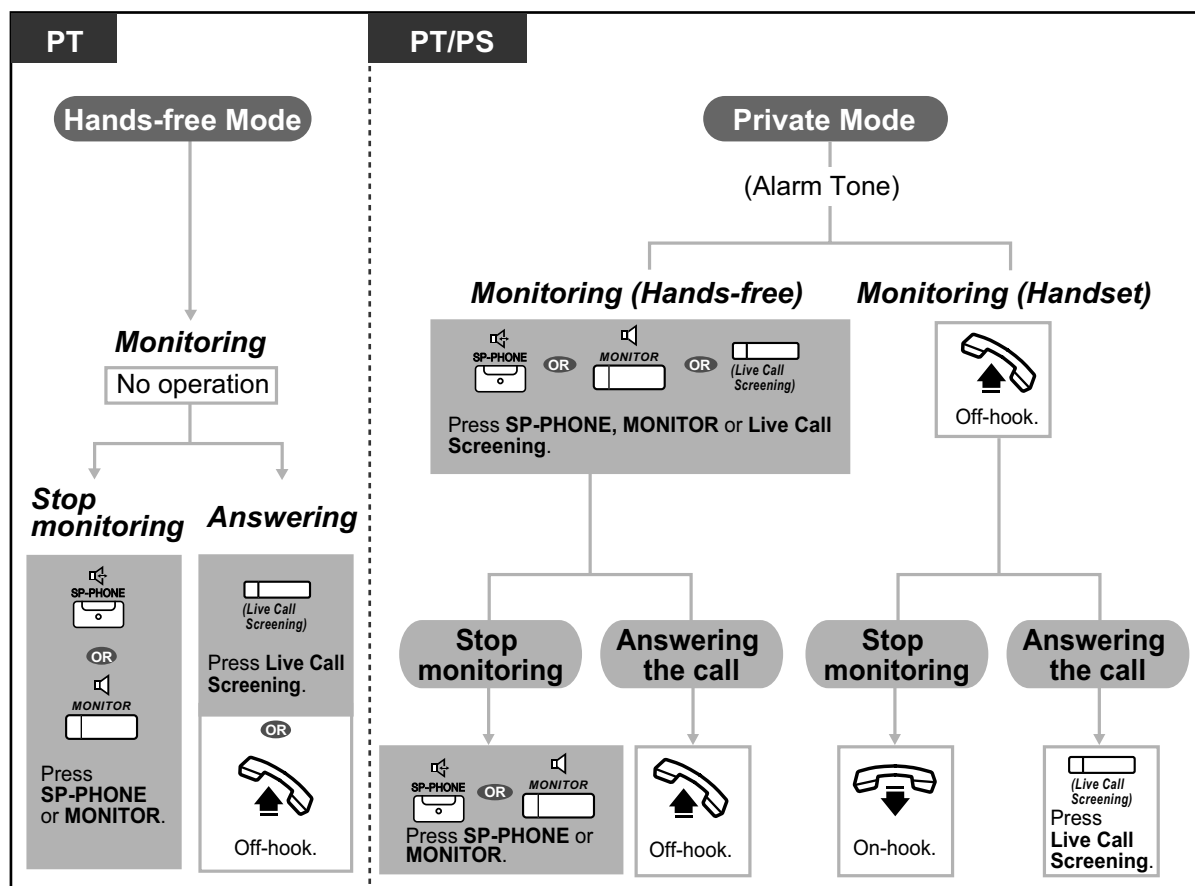 PT
Hands-free Mode
Monitoring
No operation
Stop
monitoring
SP-PHONE
OR
MONITOR
Press
SP-PHONE
or MONITOR.
Answering
(Live Call
Screening)
Press Live Call
Screening.
OR
Off-hook.
PT/PS
Private Mode
(Alarm Tone)
Monitoring (Hands-free)
SP-PHONE
OR
MONITOR
OR
(Live Call
Screening)
Press SP-PHONE, MONITOR or Live Call
Screening.
Monitoring (Handset)
Off-hook.
Stop
monitoring
SP-PHONE
OR
MONITOR
Press SP-PHONE or
MONITOR.
Answering
the call
Off-hook.
Stop
monitoring
On-hook.
Answering
the call
(Live Call
Screening)
Press
Live Call
Screening.